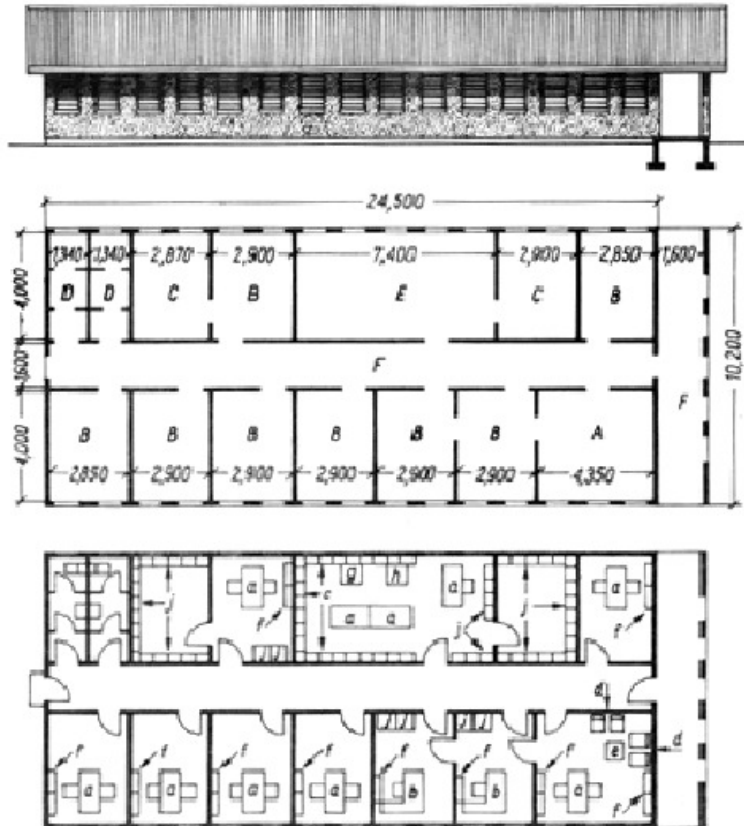 24,500
1,340 1,340 2,870 2,900 7,400 2,900 2,850 1,600
4,000
D D C B E C B
1,600
F
10,200
F
4,000
B B B B B B A
2,850 2,900 2,900 2,900 2,900 2,900 4,350
g h
a c a a j
j a a j
f f
d
e d
f f f f f f f
a a a a b b a f